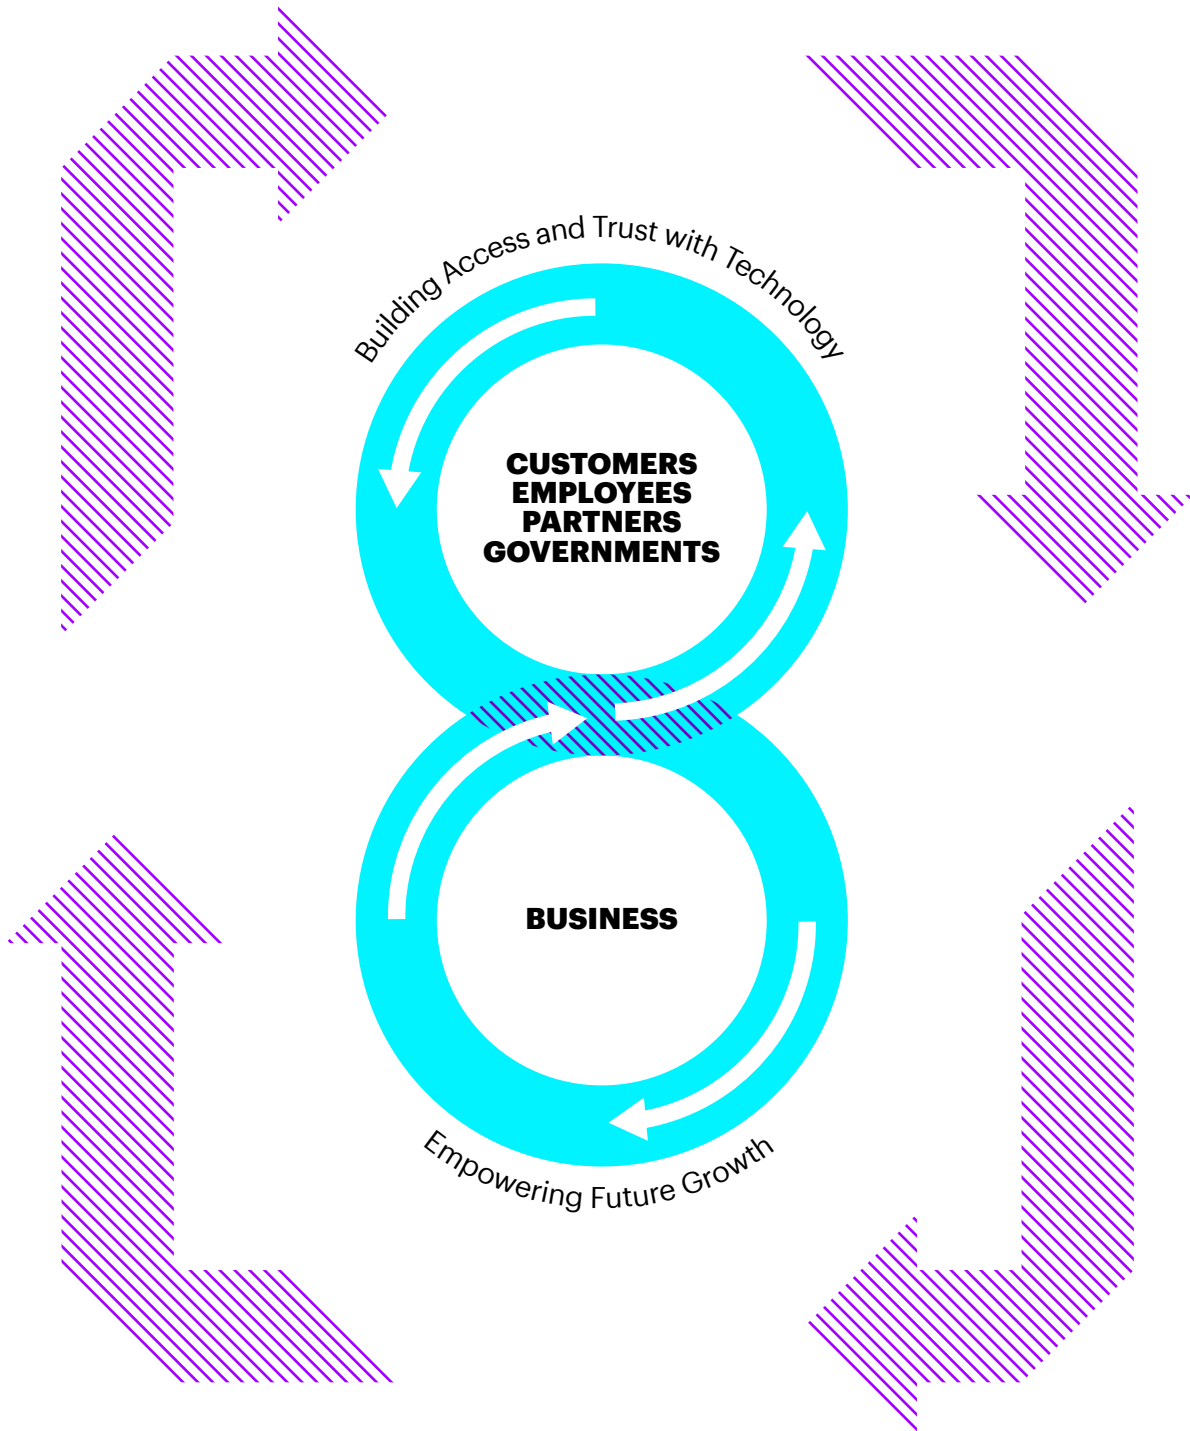 Building Access and Trust with Technology
CUSTOMERS
EMPLOYEES
PARTNERS
GOVERNMENTS
BUSINESS
Empowering Future Growth